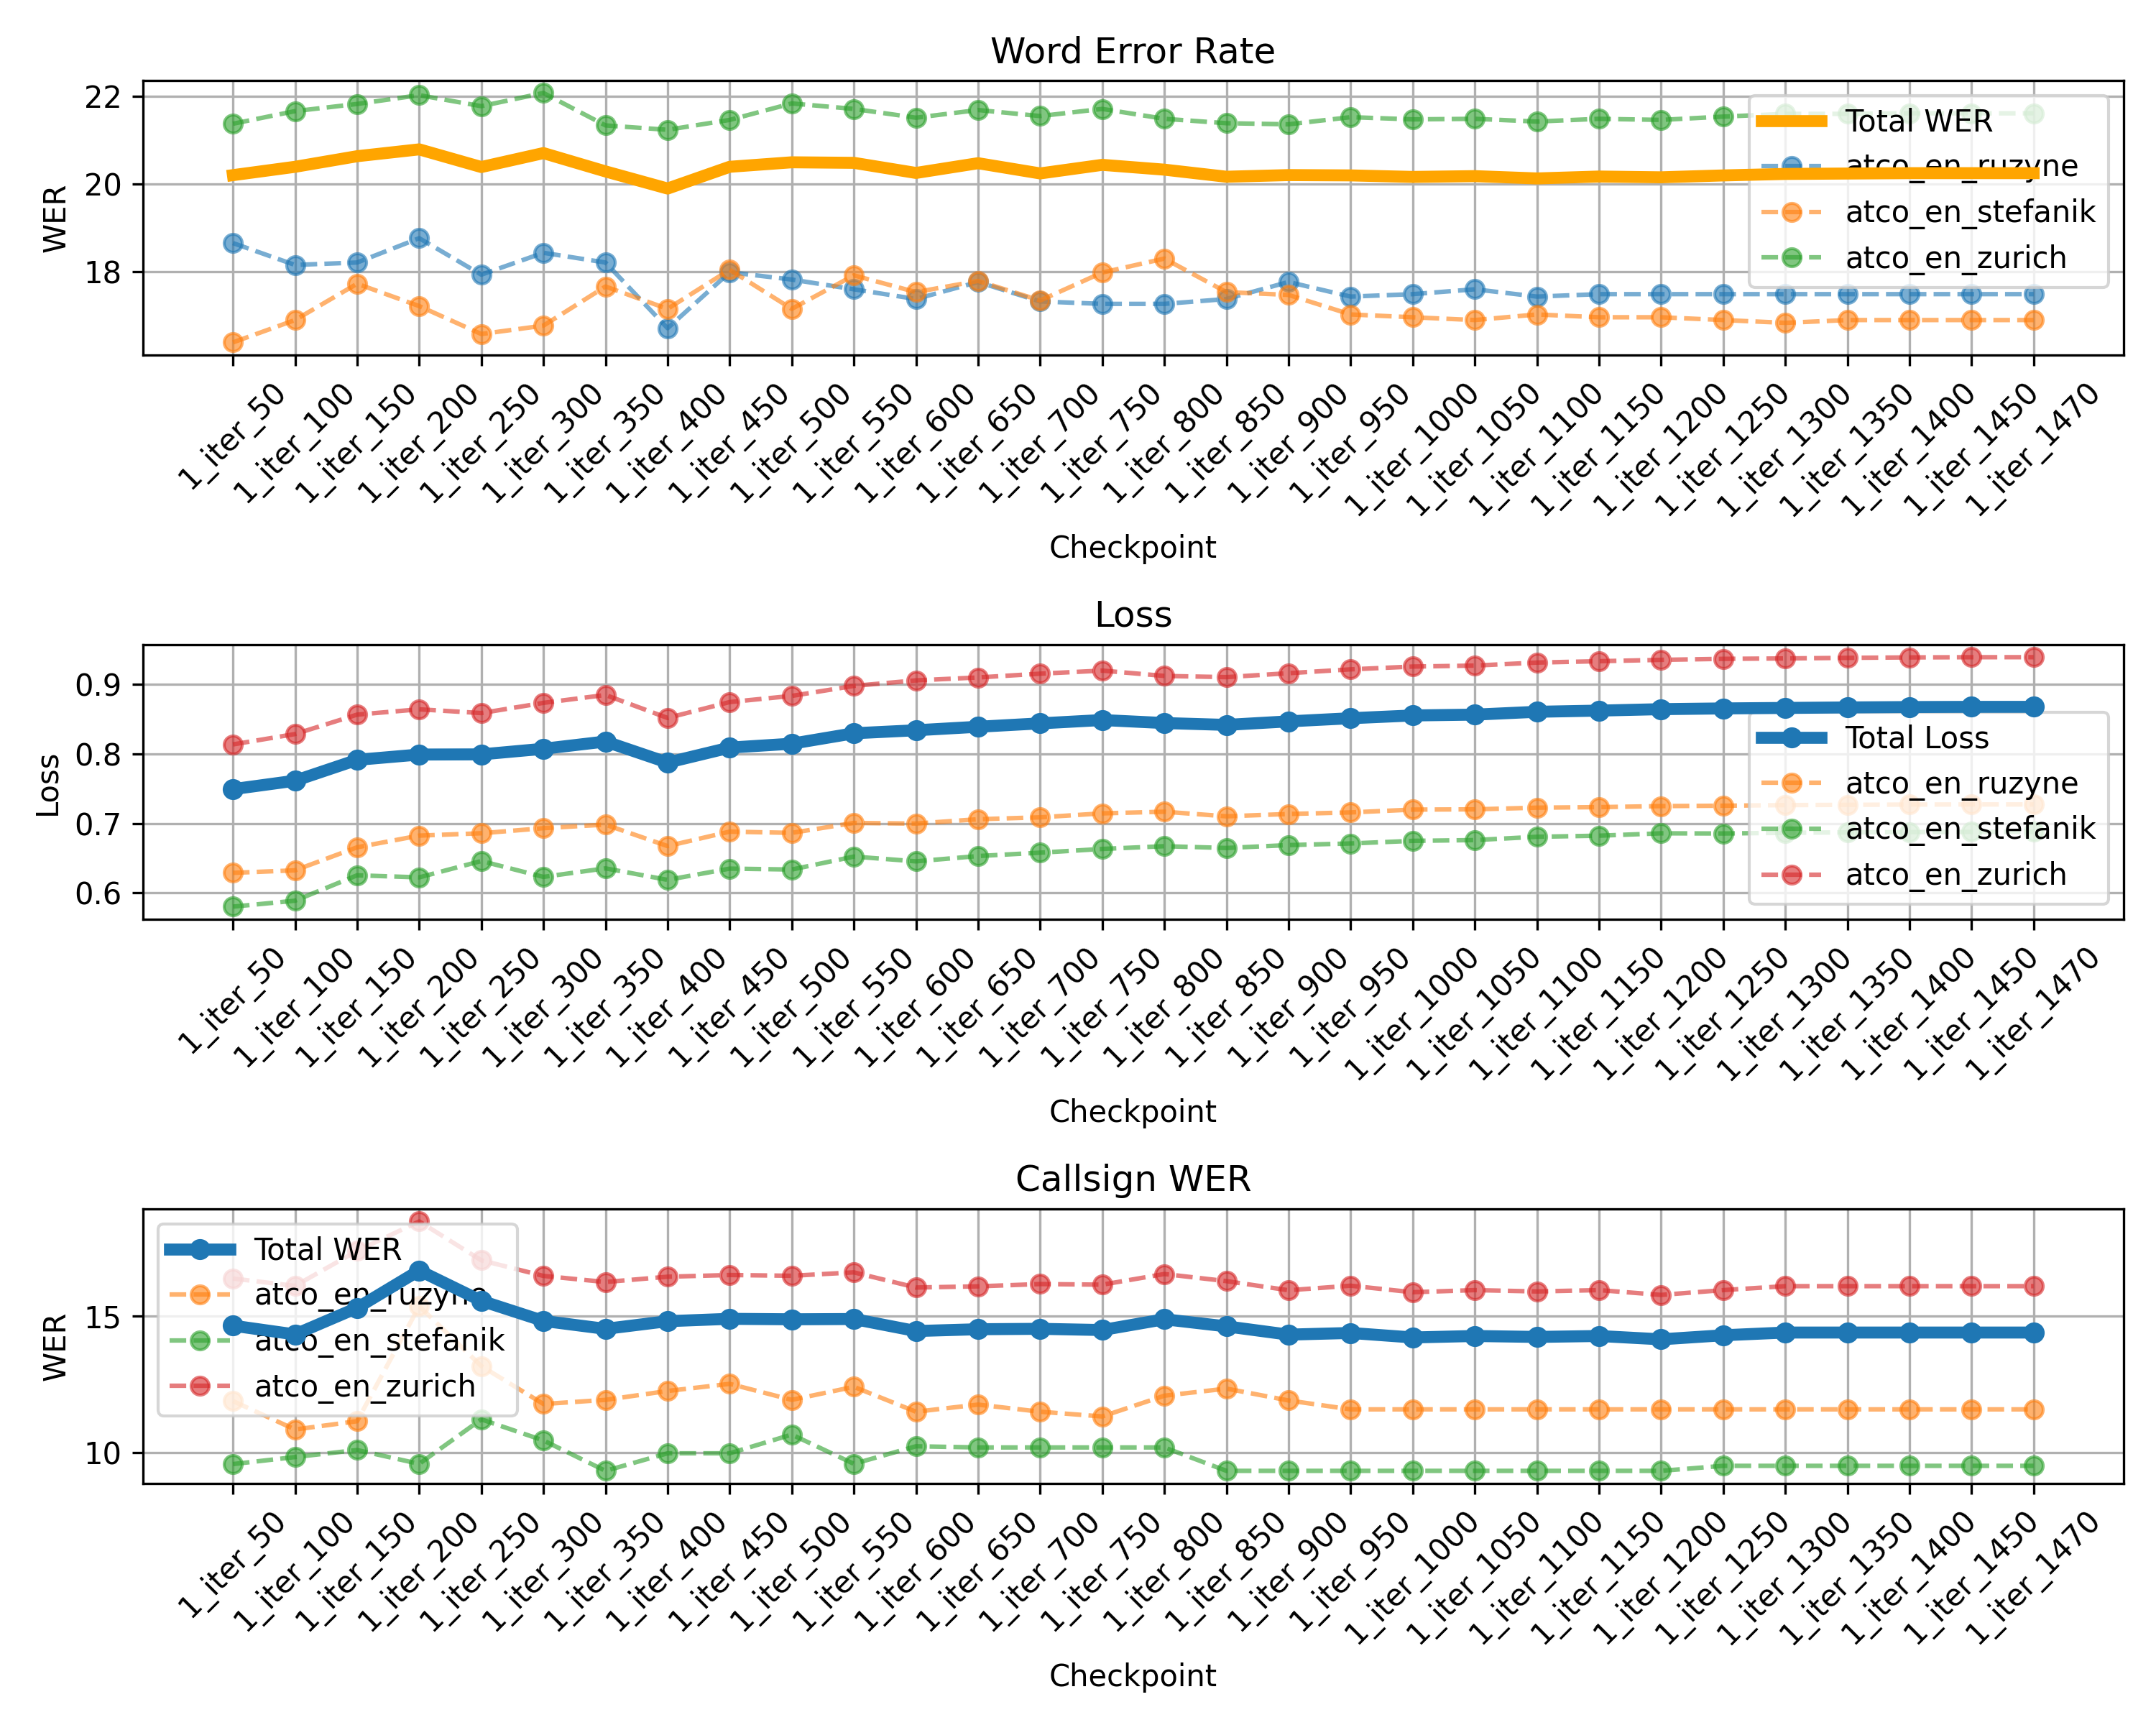 Word Error Rate
WER
22
20
18
Total WER
atco_en_ruzyne
atco_en_stefanik
atco_en_zurich
1_iter_50
1_iter_100
1_iter_150
1_iter_200
1_iter_250
1_iter_300
1_iter_350
1_iter_400
1_iter_450
1_iter_500
1_iter_550
1_iter_600
1_iter_650
1_iter_700
1_iter_750
1_iter_800
1_iter_850
1_iter_900
1_iter_950
1_iter_1000
1_iter_1050
1_iter_1100
1_iter_1150
1_iter_1200
1_iter_1250
1_iter_1300
1_iter_1350
1_iter_1400
1_iter_1450
1_iter_1470
Checkpoint
Loss
Loss
0.9
0.8
0.7
0.6
Total Loss
atco_en_ruzyne
atco_en_stefanik
atco_en_zurich
1_iter_50
1_iter_100
1_iter_150
1_iter_200
1_iter_250
1_iter_300
1_iter_350
1_iter_400
1_iter_450
1_iter_500
1_iter_550
1_iter_600
1_iter_650
1_iter_700
1_iter_750
1_iter_800
1_iter_850
1_iter_900
1_iter_950
1_iter_1000
1_iter_1050
1_iter_1100
1_iter_1150
1_iter_1200
1_iter_1250
1_iter_1300
1_iter_1350
1_iter_1400
1_iter_1450
1_iter_1470
Checkpoint
Callsign WER
WER
15
10
Total WER
atco_en_ruzyne
atco_en_stefanik
atco_en_zurich
1_iter_50
1_iter_100
1_iter_150
1_iter_200
1_iter_250
1_iter_300
1_iter_350
1_iter_400
1_iter_450
1_iter_500
1_iter_550
1_iter_600
1_iter_650
1_iter_700
1_iter_750
1_iter_800
1_iter_850
1_iter_900
1_iter_950
1_iter_1000
1_iter_1050
1_iter_1100
1_iter_1150
1_iter_1200
1_iter_1250
1_iter_1300
1_iter_1350
1_iter_1400
1_iter_1450
1_iter_1470
Checkpoint